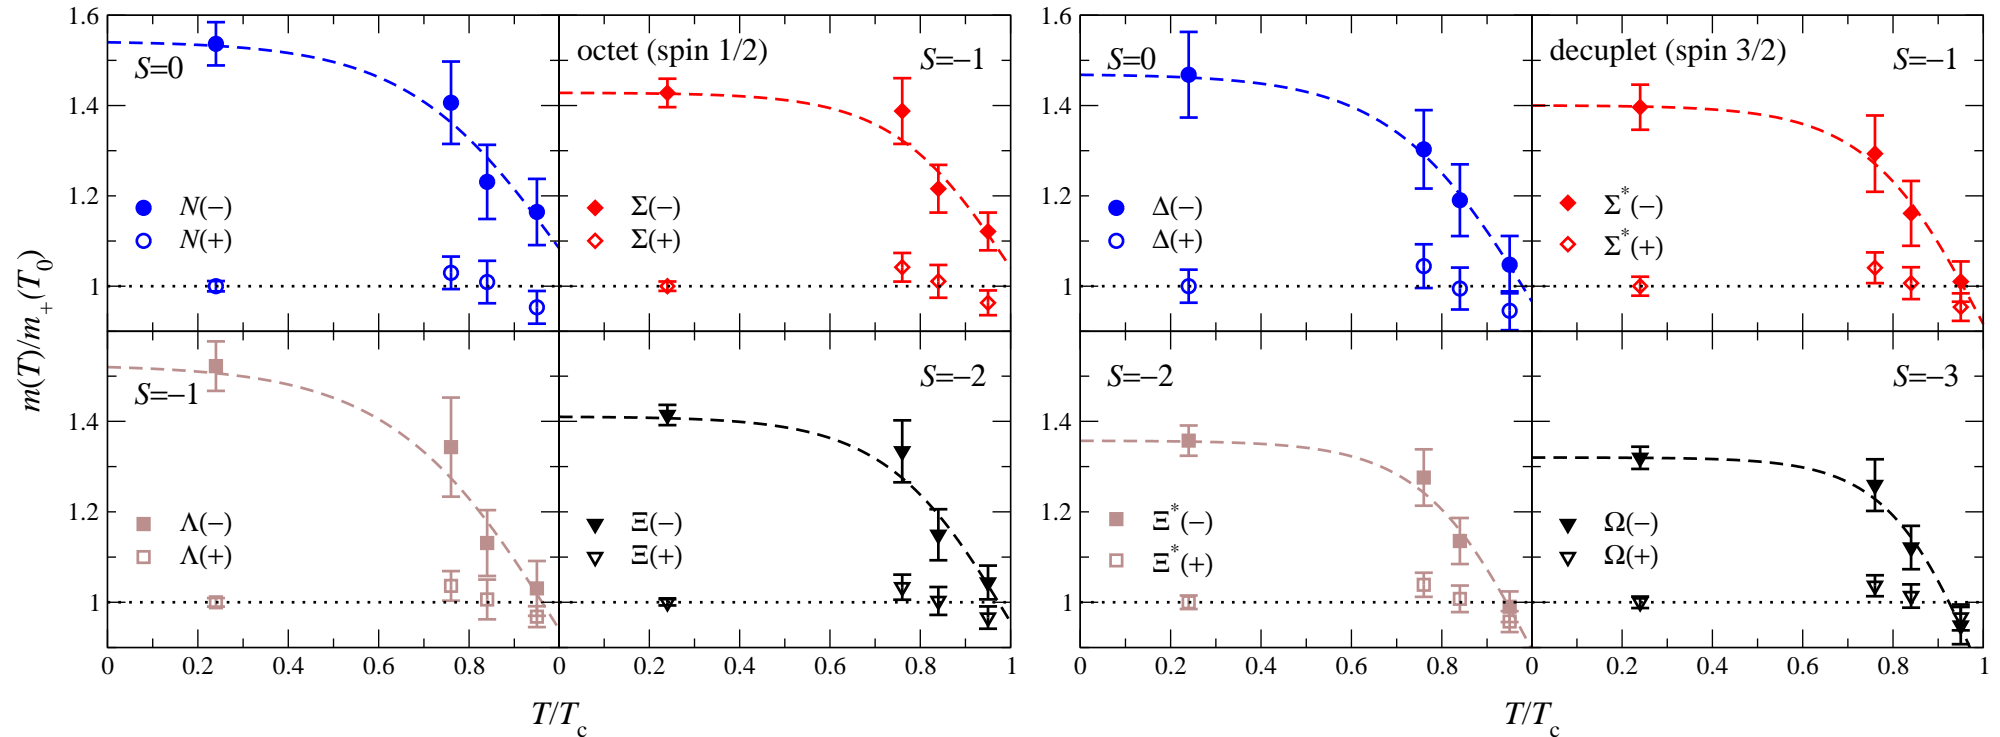 m(T)/m₊(T₀)
1.6
1.4
1.2
1
S=0
N(−)
N(+)
octet (spin 1/2)
S=−1
Σ(−)
Σ(+)
1.4
1.2
1
S=−1
Λ(−)
Λ(+)
S=−2
Ξ(−)
Ξ(+)
0 0.2 0.4 0.6 0.8 0 0.2 0.4 0.6 0.8 1
T/Tc
1.6
1.4
1.2
1
S=0
Δ(−)
Δ(+)
decuplet (spin 3/2)
S=−1
Σ*(−)
Σ*(+)
1.4
1.2
1
S=−2
Ξ*(−)
Ξ*(+)
S=−3
Ω(−)
Ω(+)
0 0.2 0.4 0.6 0.8 0 0.2 0.4 0.6 0.8 1
T/Tc